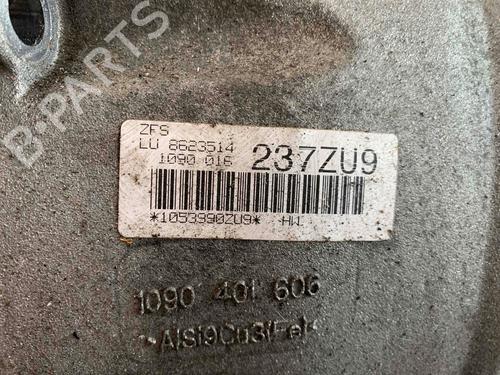 B-PARTS
ZFS
LU 8623514
1090 016
237ZU9
*1053990ZU9* HW.
1090 401 606
-AlSi9Cu3(Fe)-